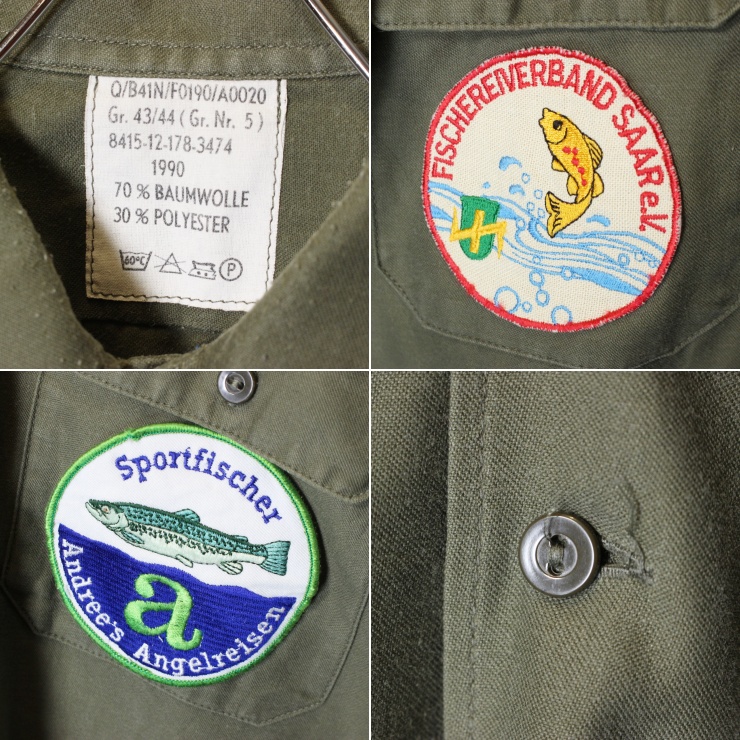 Q/B41N/F0190/A0020
Gr. 43/44 ( Gr. Nr. 5 )
8415-12-178-3474
1990
70 % BAUMWOLLE
30 % POLYESTER
60°C P
FISCHEREIVERBAND SAAR e.V.
Sportfischer
a
Andree's Angelreisen